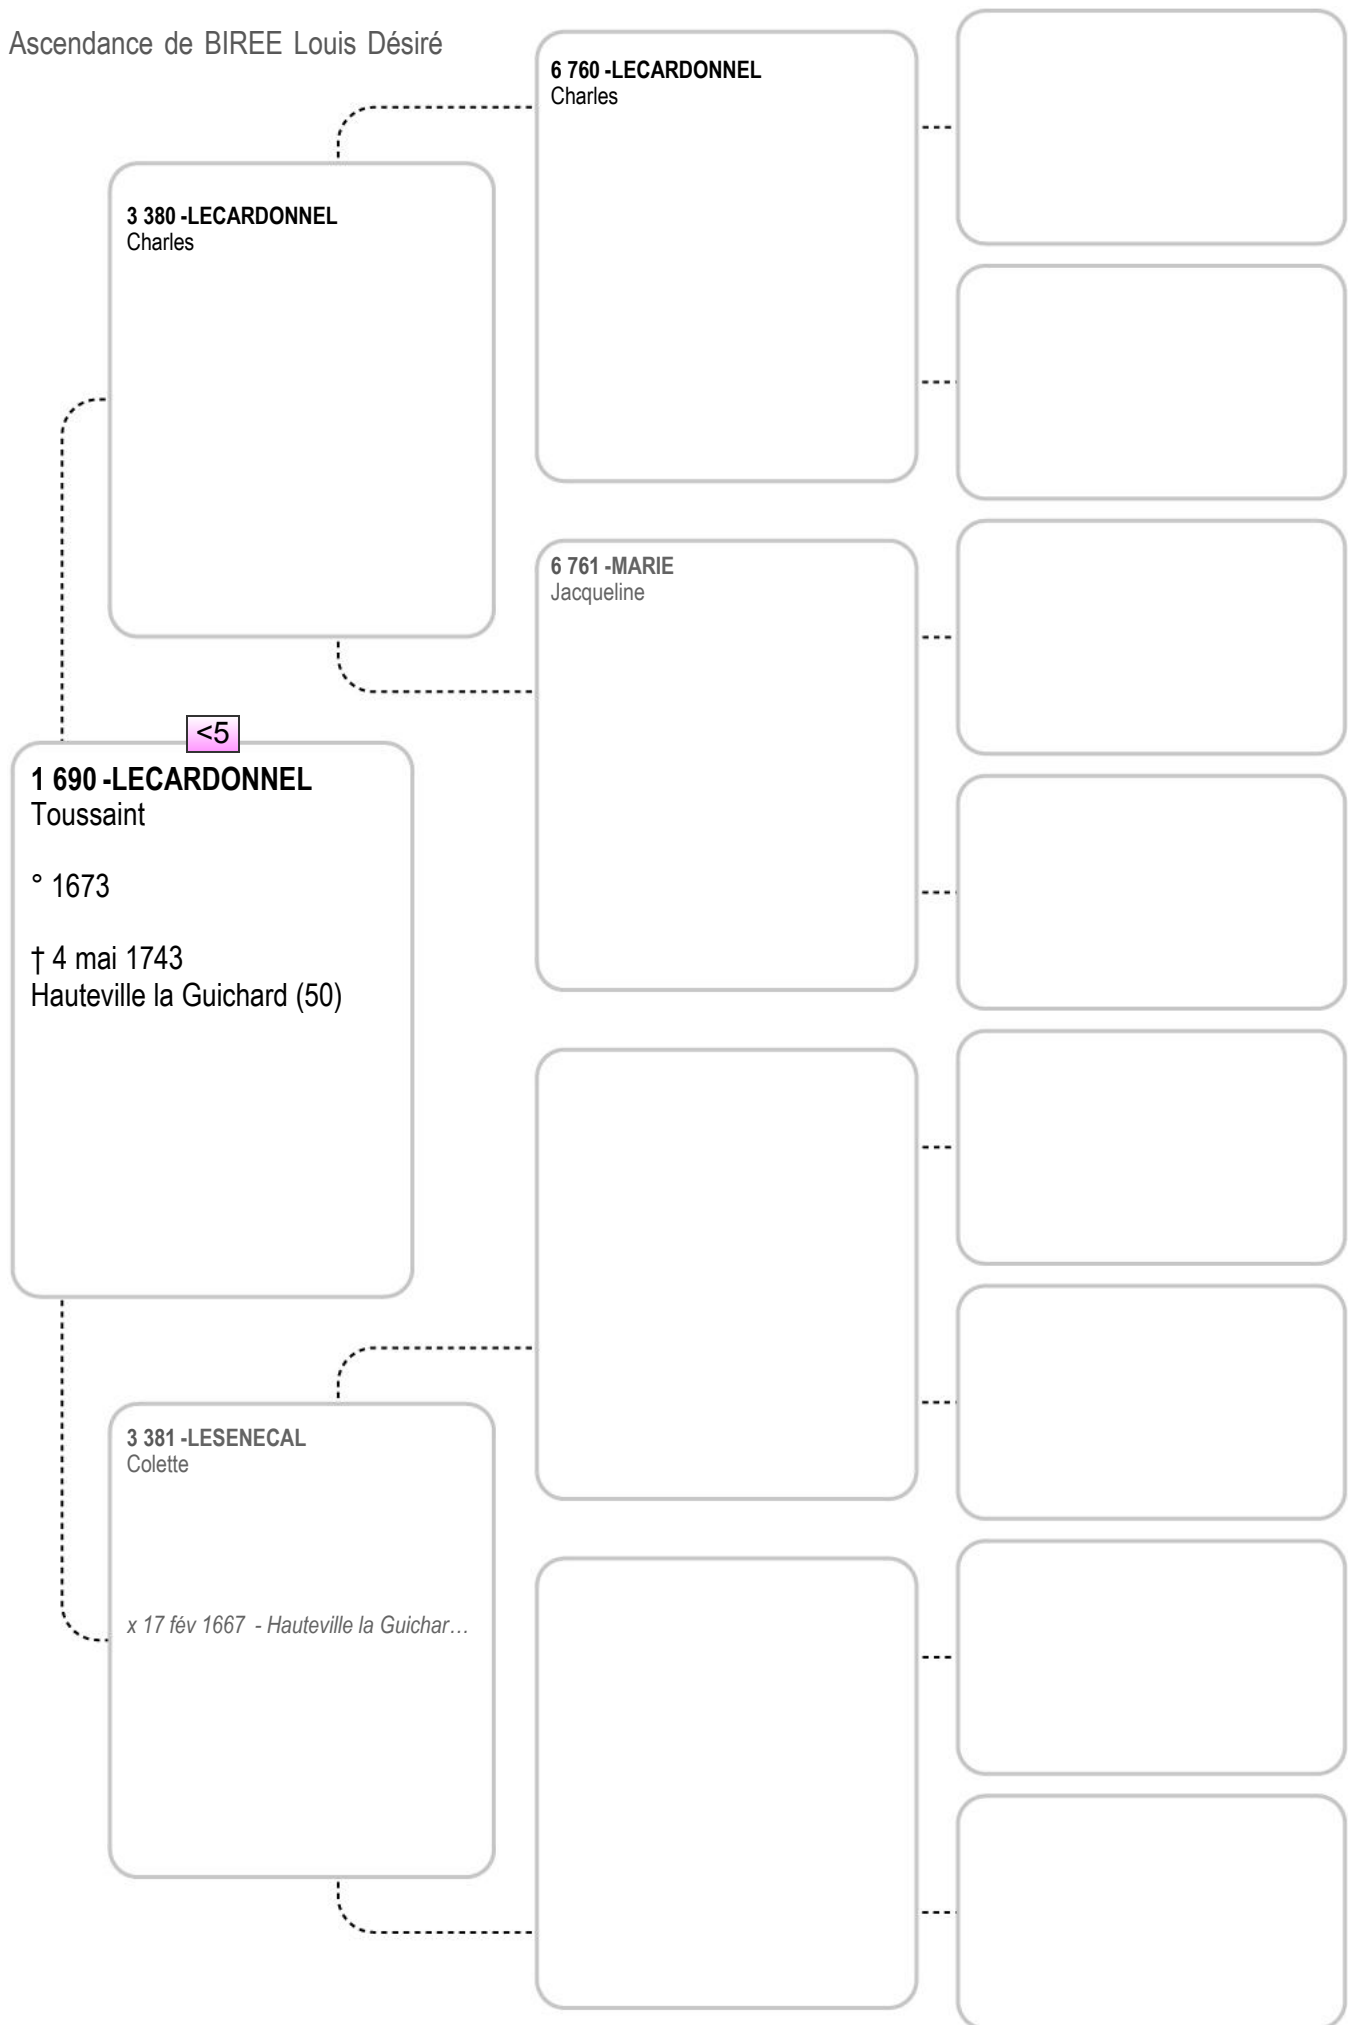 Ascendance de BIREE Louis Désiré
6 760 -LECARDONNEL
Charles
3 380 -LECARDONNEL
Charles
6 761 -MARIE
Jacqueline
<5
1 690 -LECARDONNEL
Toussaint
° 1673
† 4 mai 1743
Hauteville la Guichard (50)
3 381 -LESENECAL
Colette
x 17 fév 1667 - Hauteville la Guichar…